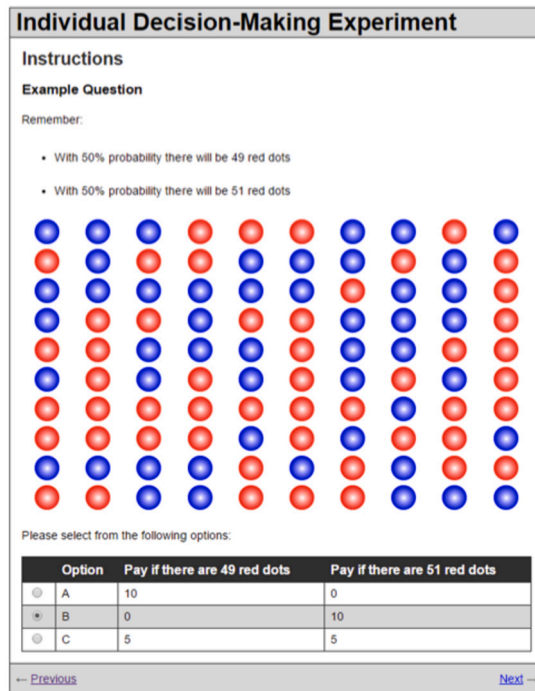 Individual Decision-Making Experiment
Instructions
Example Question
Remember:
• With 50% probability there will be 49 red dots
• With 50% probability there will be 51 red dots
Please select from the following options:
Option Pay if there are 49 red dots Pay if there are 51 red dots
A 10 0
B 0 10
C 5 5
← Previous Next →